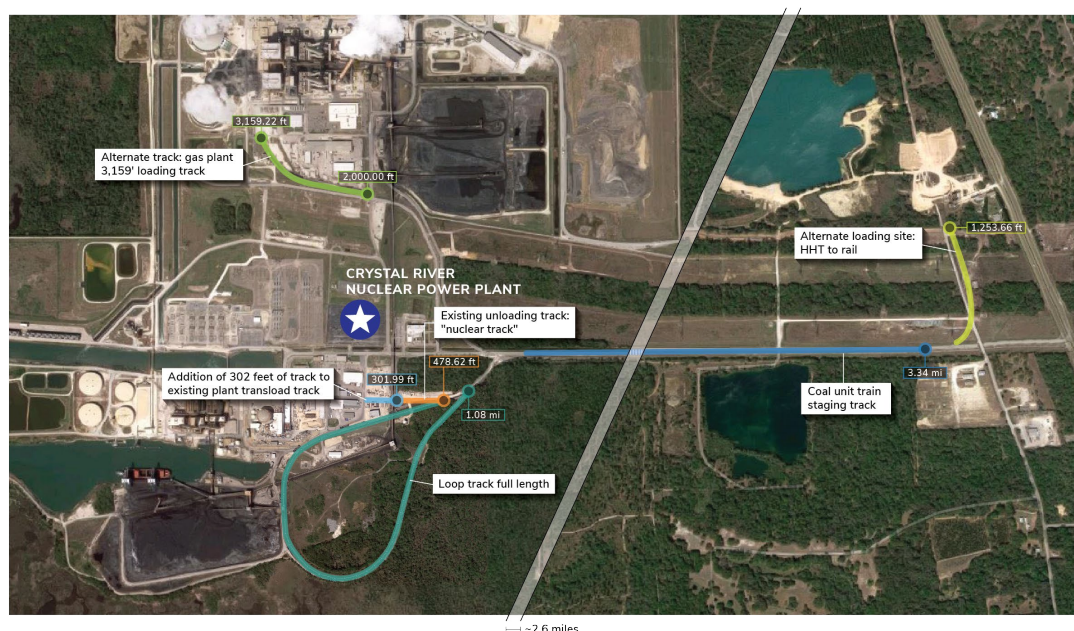 3,159.22 ft
Alternate track: gas plant
3,159' loading track
2,000.00 ft
Alternate loading site:
HHT to rail
1,253.66 ft
CRYSTAL RIVER
NUCLEAR POWER PLANT
Existing unloading track:
"nuclear track"
478.62 ft
301.99 ft
Addition of 302 feet of track to
existing plant transload track
3.34 mi
Coal unit train
staging track
1.08 mi
Loop track full length
~2.6 miles